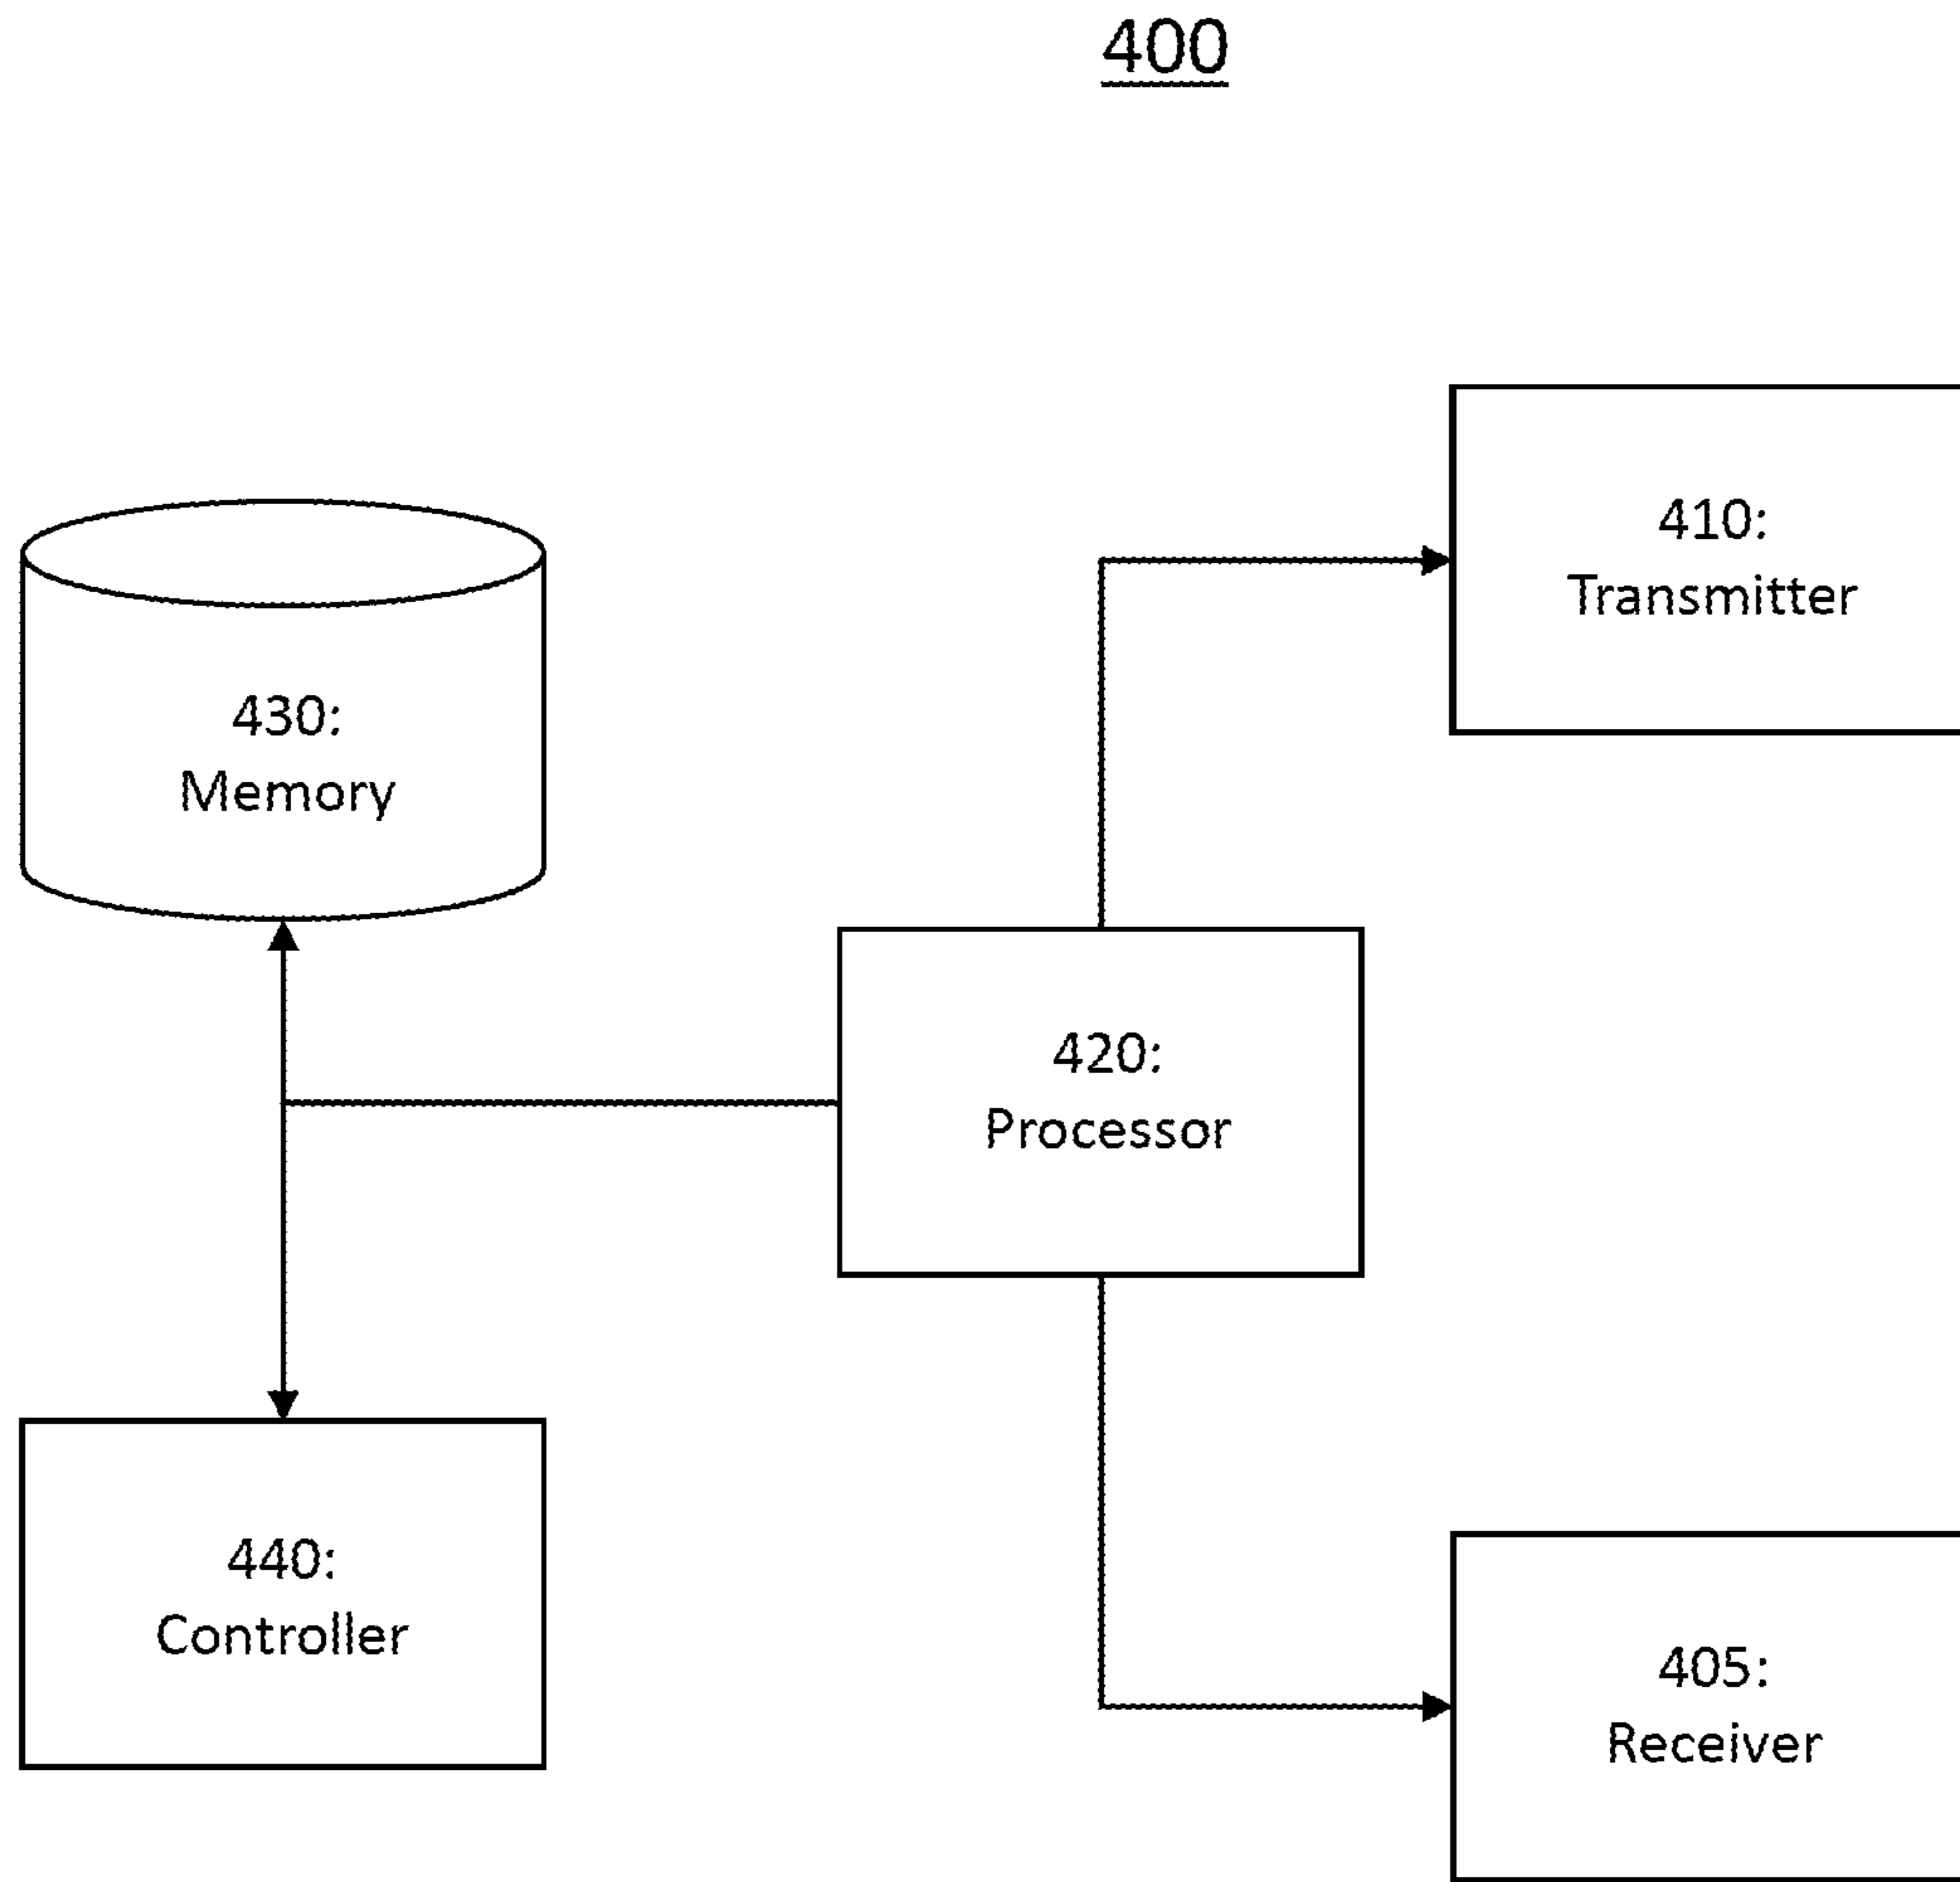 400
410:
Transmitter
430:
Memory
420:
Processor
440:
Controller
405:
Receiver